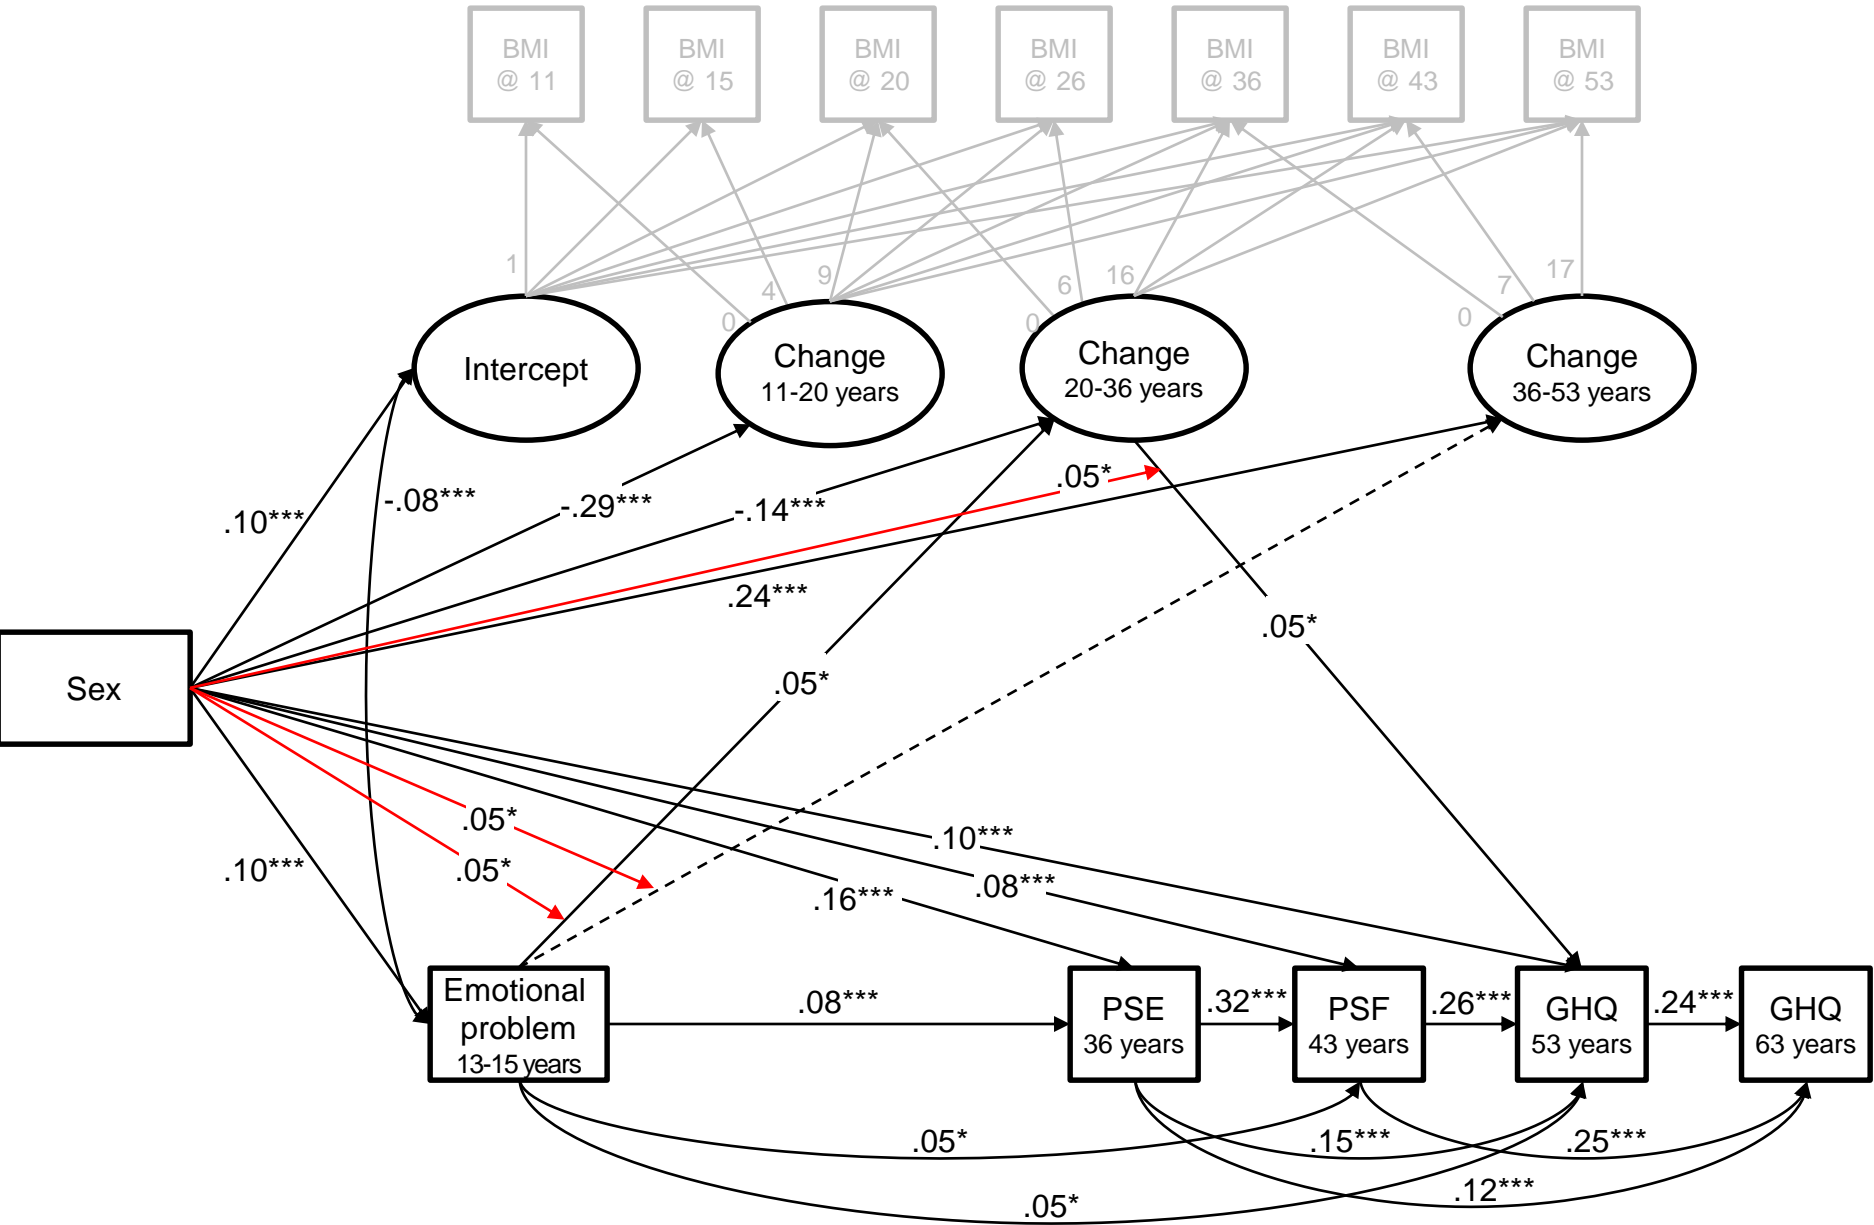 BMI
@ 11
BMI
@ 15
BMI
@ 20
BMI
@ 26
BMI
@ 36
BMI
@ 43
BMI
@ 53
1
0
4
9
0
6
16
0
7
17
Intercept
Change
11-20 years
Change
20-36 years
Change
36-53 years
.10***
-.08***
-.29***
-.14***
.05*
.24***
.05*
.05*
Sex
.05*
.05*
.10***
.10***
.08***
.16***
Emotional
problem
13-15 years
.08***
PSE
36 years
.32***
PSF
43 years
.26***
GHQ
53 years
.24***
GHQ
63 years
.05*
.15***
.25***
.05*
.12***